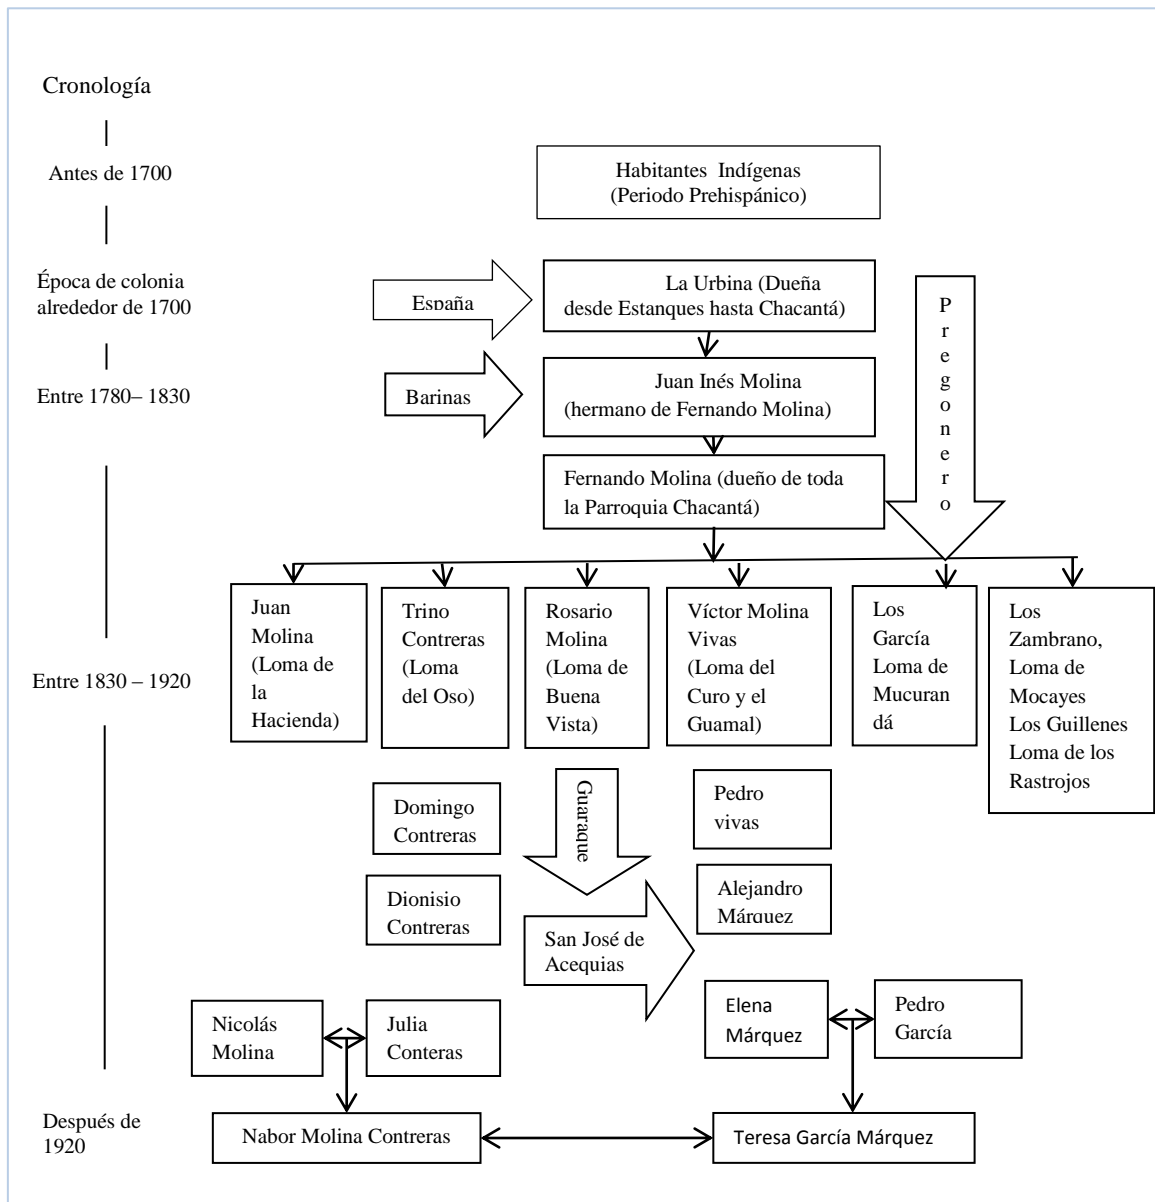 Cronología
Antes de 1700
Habitantes Indígenas
(Periodo Prehispánico)
Época de colonia
alrededor de 1700
España
La Urbina (Dueña
desde Estanques hasta Chacantá)
Pregonero
Entre 1780– 1830
Barinas
Juan Inés Molina
(hermano de Fernando Molina)
Fernando Molina (dueño de toda
la Parroquia Chacantá)
Entre 1830 – 1920
Juan
Molina
(Loma de
la
Hacienda)
Trino
Contreras
(Loma
del Oso)
Rosario
Molina
(Loma de
Buena
Vista)
Víctor Molina
Vivas
(Loma del
Curo y el
Guamal)
Los
García
Loma de
Mucuran
dá
Los
Zambrano,
Loma de
Mocayes
Los Guillenes
Loma de los
Rastrojos
Domingo
Contreras
Guaraque
Pedro
vivas
Dionisio
Contreras
San José de
Acequias
Alejandro
Márquez
Nicolás
Molina
Julia
Conteras
Elena
Márquez
Pedro
García
Después de
1920
Nabor Molina Contreras
Teresa García Márquez